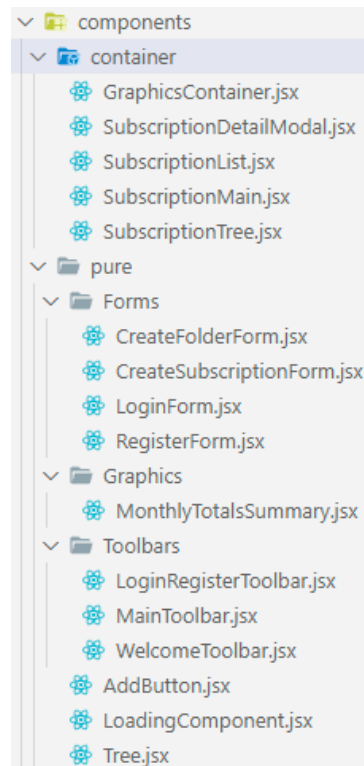 components
container
GraphicsContainer.jsx
SubscriptionDetailModal.jsx
SubscriptionList.jsx
SubscriptionMain.jsx
SubscriptionTree.jsx
pure
Forms
CreateFolderForm.jsx
CreateSubscriptionForm.jsx
LoginForm.jsx
RegisterForm.jsx
Graphics
MonthlyTotalsSummary.jsx
Toolbars
LoginRegisterToolbar.jsx
MainToolbar.jsx
WelcomeToolbar.jsx
AddButton.jsx
LoadingComponent.jsx
Tree.jsx